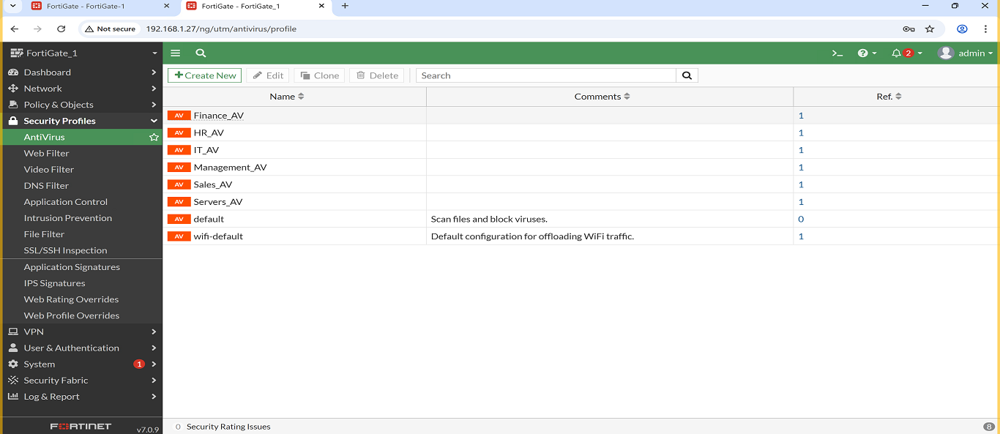 FortiGate - FortiGate-1
FortiGate - FortiGate_1
Not secure 192.168.1.27/ng/utm/antivirus/profile
FortiGate_1
Dashboard
Network
Policy & Objects
Security Profiles
AntiVirus
Web Filter
Video Filter
DNS Filter
Application Control
Intrusion Prevention
File Filter
SSL/SSH Inspection
Application Signatures
IPS Signatures
Web Rating Overrides
Web Profile Overrides
VPN
User & Authentication
System 1
Security Fabric
Log & Report
FORTINET v7.0.9
>_ ? 2 admin
+ Create New Edit Clone Delete Search
Name Comments Ref.
AV Finance_AV 1
AV HR_AV 1
AV IT_AV 1
AV Management_AV 1
AV Sales_AV 1
AV Servers_AV 1
AV default Scan files and block viruses. 0
AV wifi-default Default configuration for offloading WiFi traffic. 1
0 Security Rating Issues 8